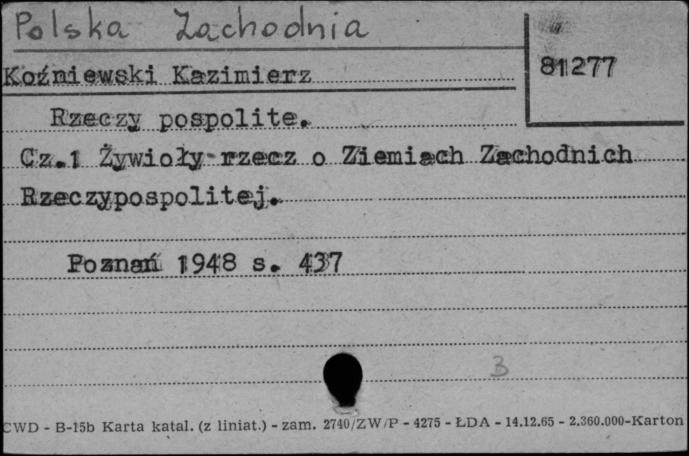 Polska Zachodnia
Koźniewski Kazimierz
81277
Rzeczy pospolite.
Cz.1 Żywioły rzecz o Ziemiach Zachodnich
Rzeczypospolitej.
Poznań 1948 s. 437
B
CWD - B-15b Karta katal. (z liniat.) - zam. 2740/ZW/P - 4275 - ŁDA - 14.12.65 - 2.360.000-Karton